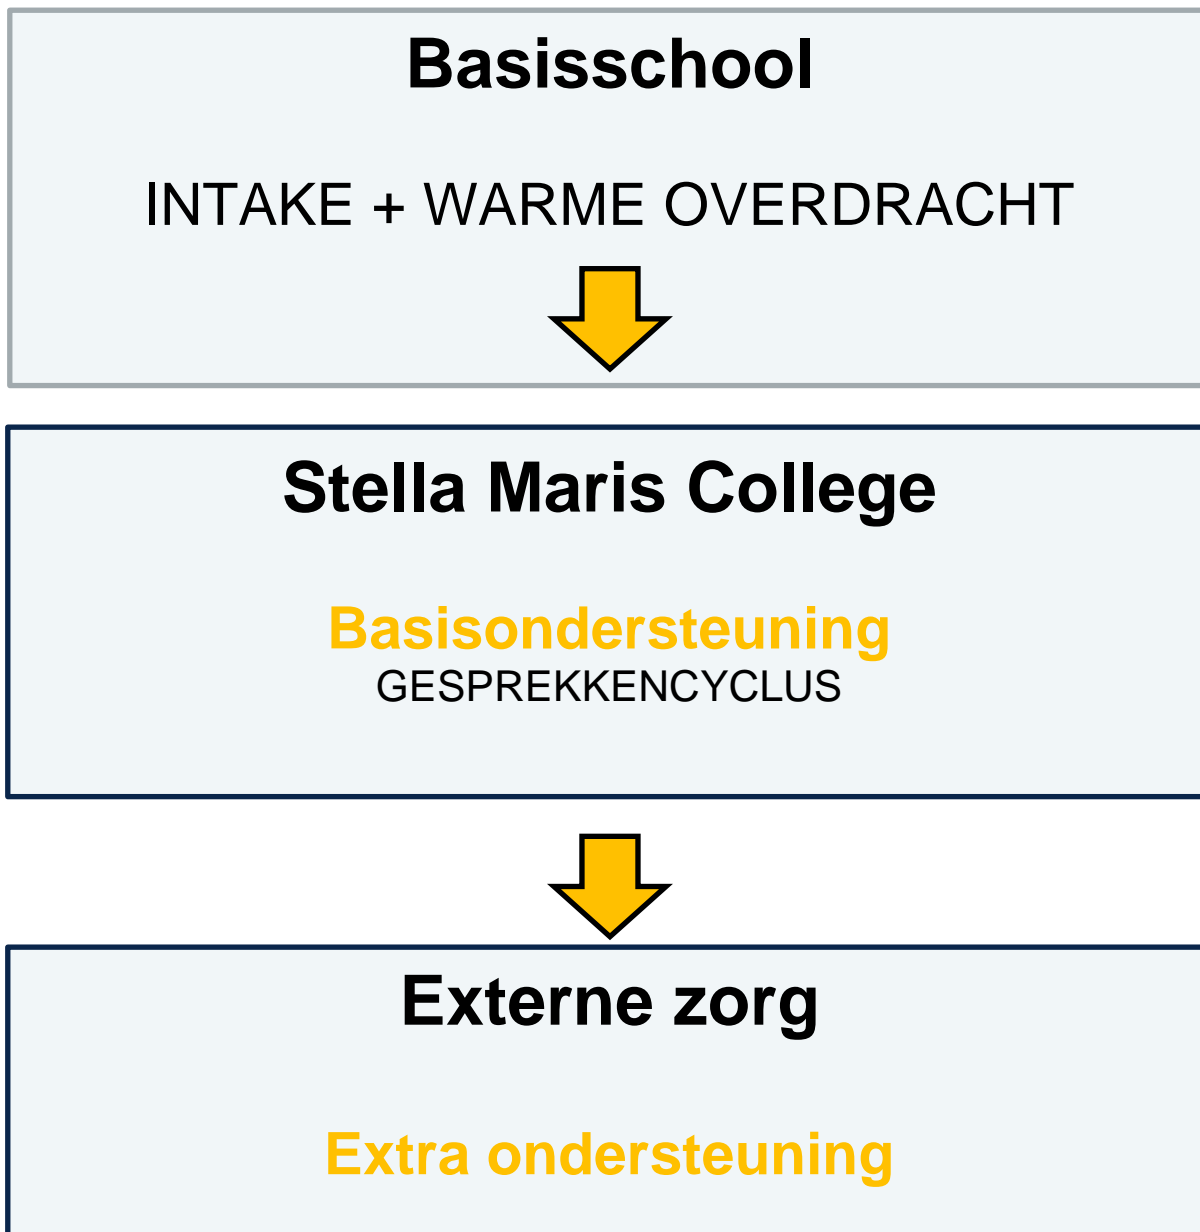 Basisschool
INTAKE + WARME OVERDRACHT
Stella Maris College
Basisondersteuning
GESPREKKENCYCLUS
Externe zorg
Extra ondersteuning